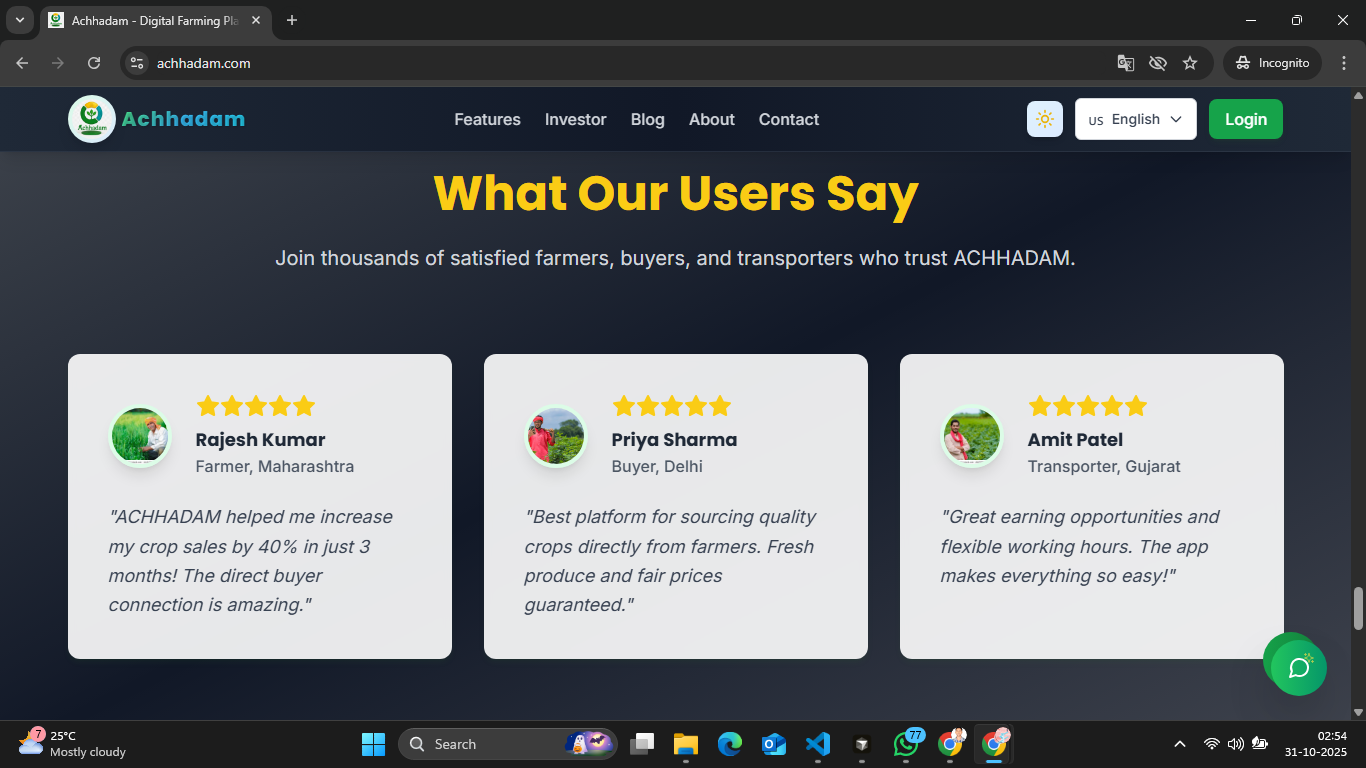 Achhadam - Digital Farming Pla
achhadam.com
Incognito
Achhadam
Achhadam
Features
Investor
Blog
About
Contact
US English
Login
What Our Users Say
Join thousands of satisfied farmers, buyers, and transporters who trust ACHHADAM.
Rajesh Kumar
Farmer, Maharashtra
"ACHHADAM helped me increase
my crop sales by 40% in just 3
months! The direct buyer
connection is amazing."
Priya Sharma
Buyer, Delhi
"Best platform for sourcing quality
crops directly from farmers. Fresh
produce and fair prices
guaranteed."
Amit Patel
Transporter, Gujarat
"Great earning opportunities and
flexible working hours. The app
makes everything so easy!"
7
25°C
Mostly cloudy
Search
77
02:54
31-10-2025